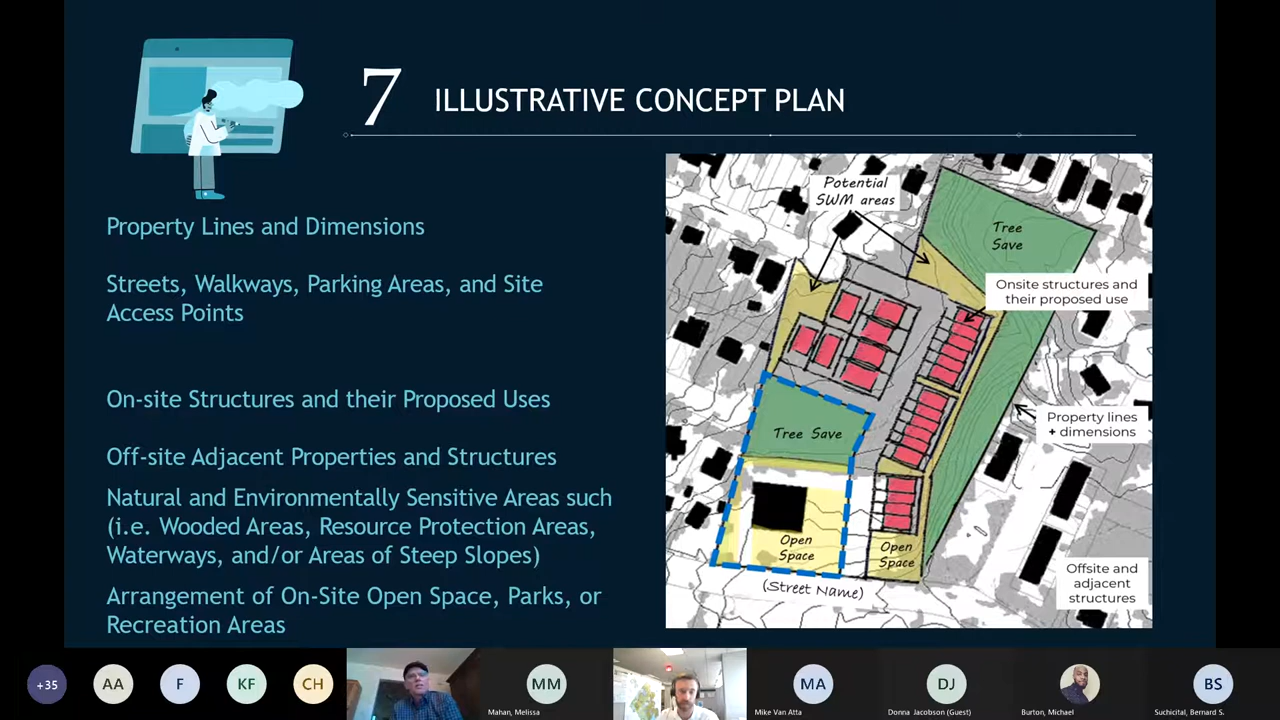 7 ILLUSTRATIVE CONCEPT PLAN
Property Lines and Dimensions
Streets, Walkways, Parking Areas, and Site
Access Points
On-site Structures and their Proposed Uses
Off-site Adjacent Properties and Structures
Natural and Environmentally Sensitive Areas such
(i.e. Wooded Areas, Resource Protection Areas,
Waterways, and/or Areas of Steep Slopes)
Arrangement of On-Site Open Space, Parks, or
Recreation Areas
Potential
SWM areas
Tree
Save
Onsite structures and
their proposed use
Property lines
+ dimensions
Tree Save
Open
Space
Open
Space
(Street Name)
Offsite and
adjacent
structures
+35
AA
F
KF
CH
MM
MA
DJ
BS
Mahan, Melissa
Mike Van Atta
Donna Jacobson (Guest)
Burton, Michael
Suchicital, Bernard S.